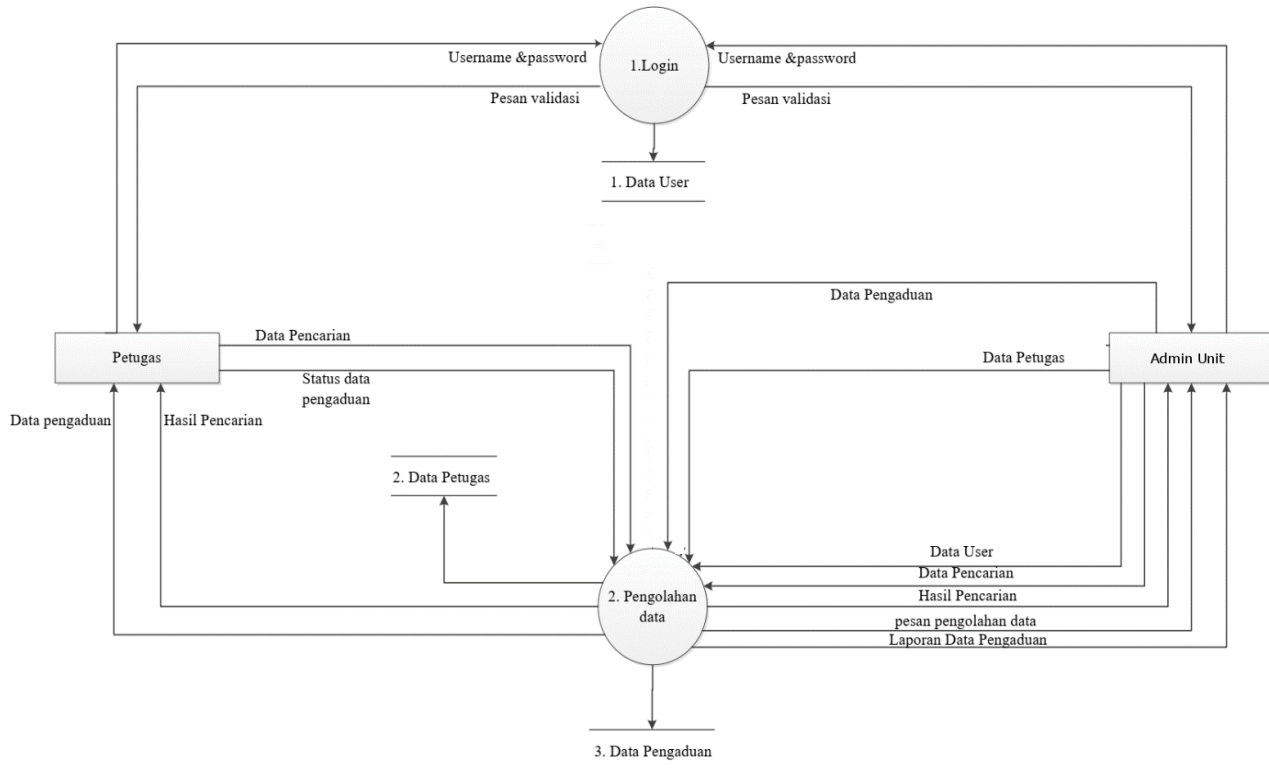 Username &password
1.Login
Username &password
Pesan validasi
Pesan validasi
1. Data User
Data Pengaduan
Data Pencarian
Petugas
Data Petugas
Admin Unit
Status data
pengaduan
Data pengaduan
Hasil Pencarian
2. Data Petugas
Data User
Data Pencarian
2. Pengolahan
data
Hasil Pencarian
pesan pengolahan data
Laporan Data Pengaduan
3. Data Pengaduan